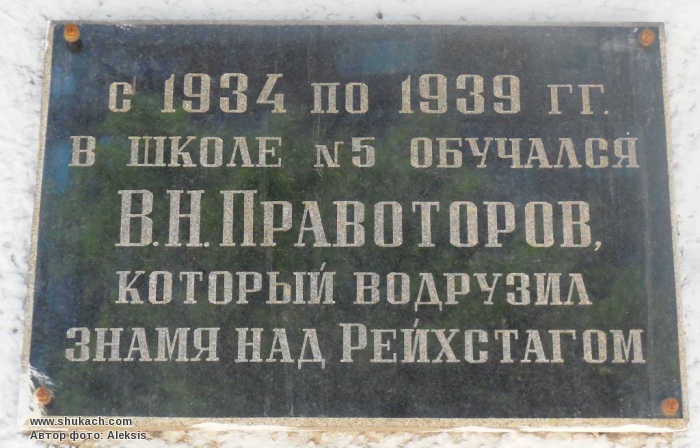 с 1934 по 1939 гг.
в школе №5 обучался
В.Н.Правоторов,
который водрузил
знамя над Рейхстагом
www.shukach.com
Автор фото: Aleksis